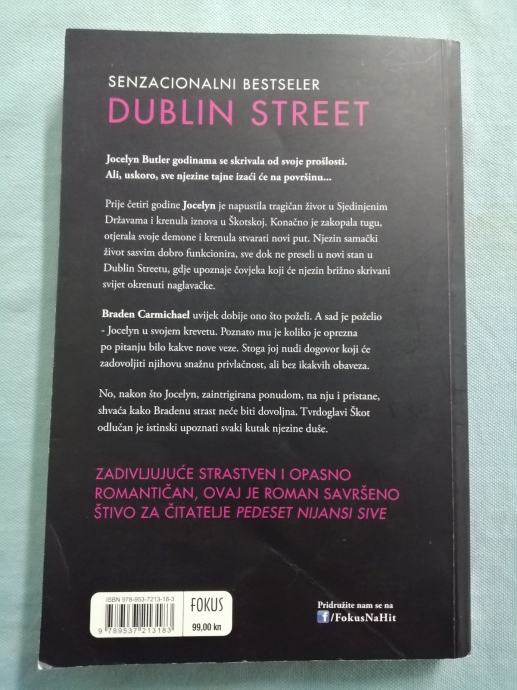 SENZACIONALNI BESTSELER
DUBLIN STREET
Jocelyn Butler godinama se skrivala od svoje prošlosti.
Ali, uskoro, sve njezine tajne izaći će na površinu...
Prije četiri godine Jocelyn je napustila tragičan život u Sjedinjenim
Državama i krenula iznova u Škotskoj. Konačno je zakopala tugu,
otjerala svoje demone i krenula stvarati novi put. Njezin samački
život sasvim dobro funkcionira, sve dok ne preseli u novi stan u
Dublin Streetu, gdje upoznaje čovjeka koji će njezin brižno skrivani
svijet okrenuti naglavačke.
Braden Carmichael uvijek dobije ono što poželi. A sad je poželio
- Jocelyn u svojem krevetu. Poznato mu je koliko je oprezna
po pitanju bilo kakve nove veze. Stoga joj nudi dogovor koji će
zadovoljiti njihovu snažnu privlačnost, ali bez ikakvih obaveza.
No, nakon što Jocelyn, zaintrigirana ponudom, na nju i pristane,
shvaća kako Bradenu strast neće biti dovoljna. Tvrdoglavi Škot
odlučan je istinski upoznati svaki kutak njezine duše.
ZADIVLJUJUĆE STRASTVEN I OPASNO
ROMANTIČAN, OVAJ JE ROMAN SAVRŠENO
ŠTIVO ZA ČITATELJE PEDESET NIJANSI SIVE
ISBN 978-953-7213-18-3
9 789537 213183
FOKUS
99,00 kn
Pridružite nam se na
f/FokusNaHit